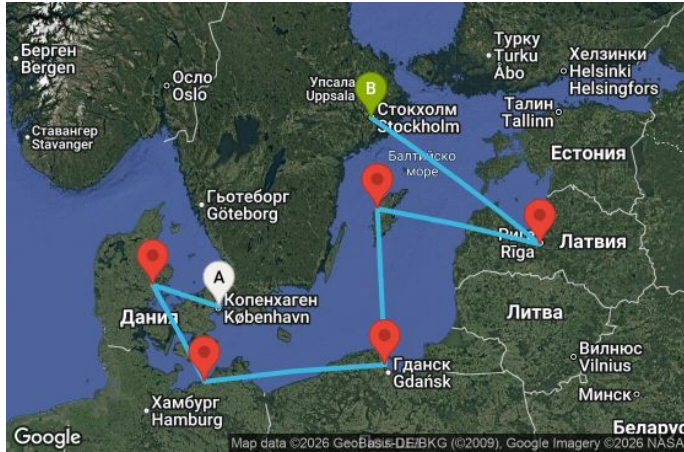 Берген
Bergen
Осло
Oslo
Ставангер
Stavanger
Упсала
Uppsala
B
Стокхолм
Stockholm
Турку
Turku
Åbo
Хелзинки
Helsinki
Helsingfors
Талин
Tallinn
Естония
Балтийско
море
Гьотеборг
Göteborg
Рига
Rīga
Латвия
A
Копенхаген
København
Дания
Литва
Вилнюс
Vilnius
Гданск
Gdańsk
Минск
Хамбург
Hamburg
Беларус
Google
Map data ©2026 GeoBasis-DE/BKG (©2009), Google Imagery ©2026 NASA